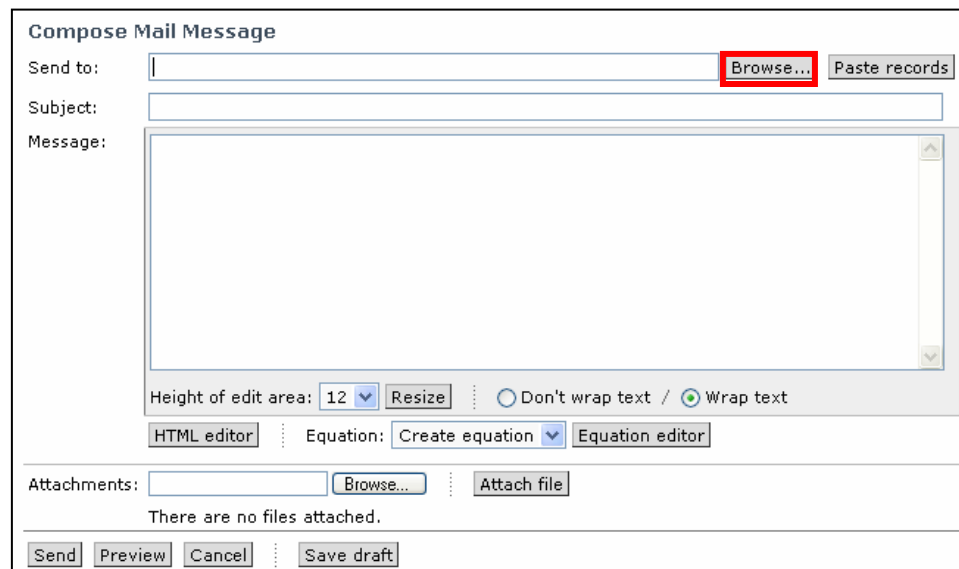 Compose Mail Message
Send to: Browse... Paste records
Subject:
Message:
Height of edit area: 12 Resize Don't wrap text / Wrap text
HTML editor Equation: Create equation Equation editor
Attachments: Browse... Attach file
There are no files attached.
Send Preview Cancel Save draft